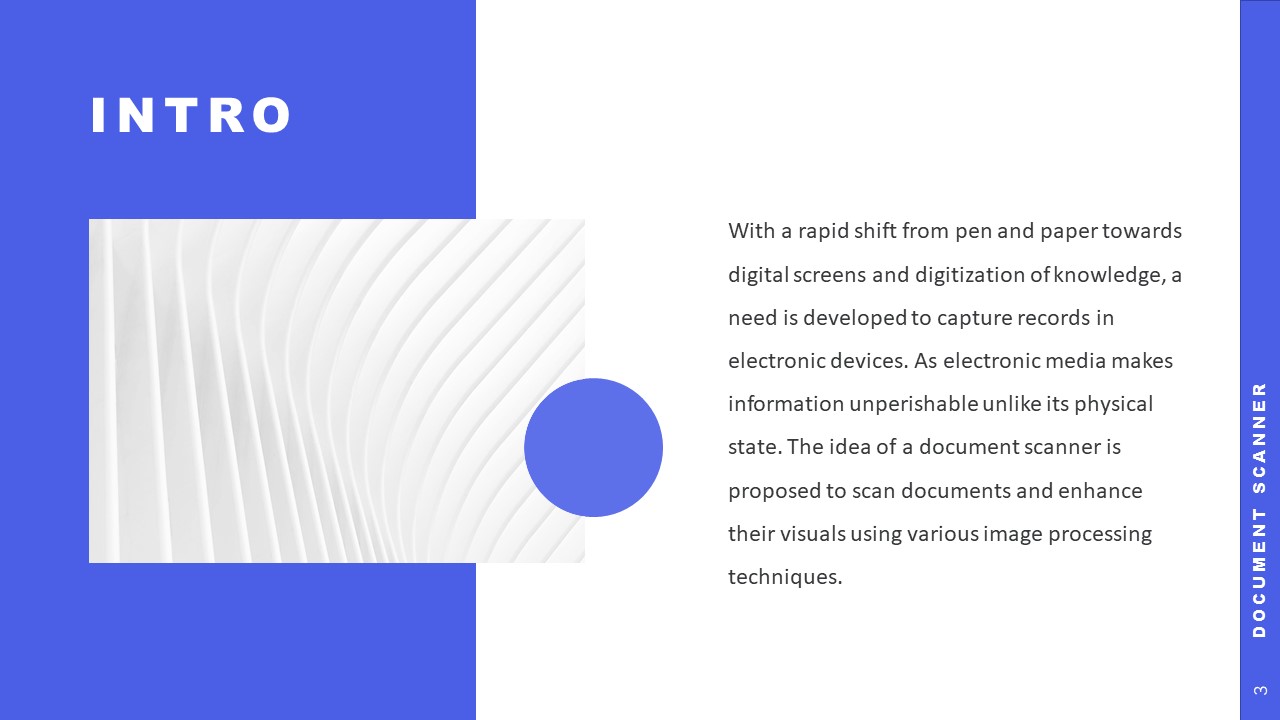 INTRO
With a rapid shift from pen and paper towards
digital screens and digitization of knowledge, a
need is developed to capture records in
electronic devices. As electronic media makes
information unperishable unlike its physical
state. The idea of a document scanner is
proposed to scan documents and enhance
their visuals using various image processing
techniques.
DOCUMENT SCANNER
3